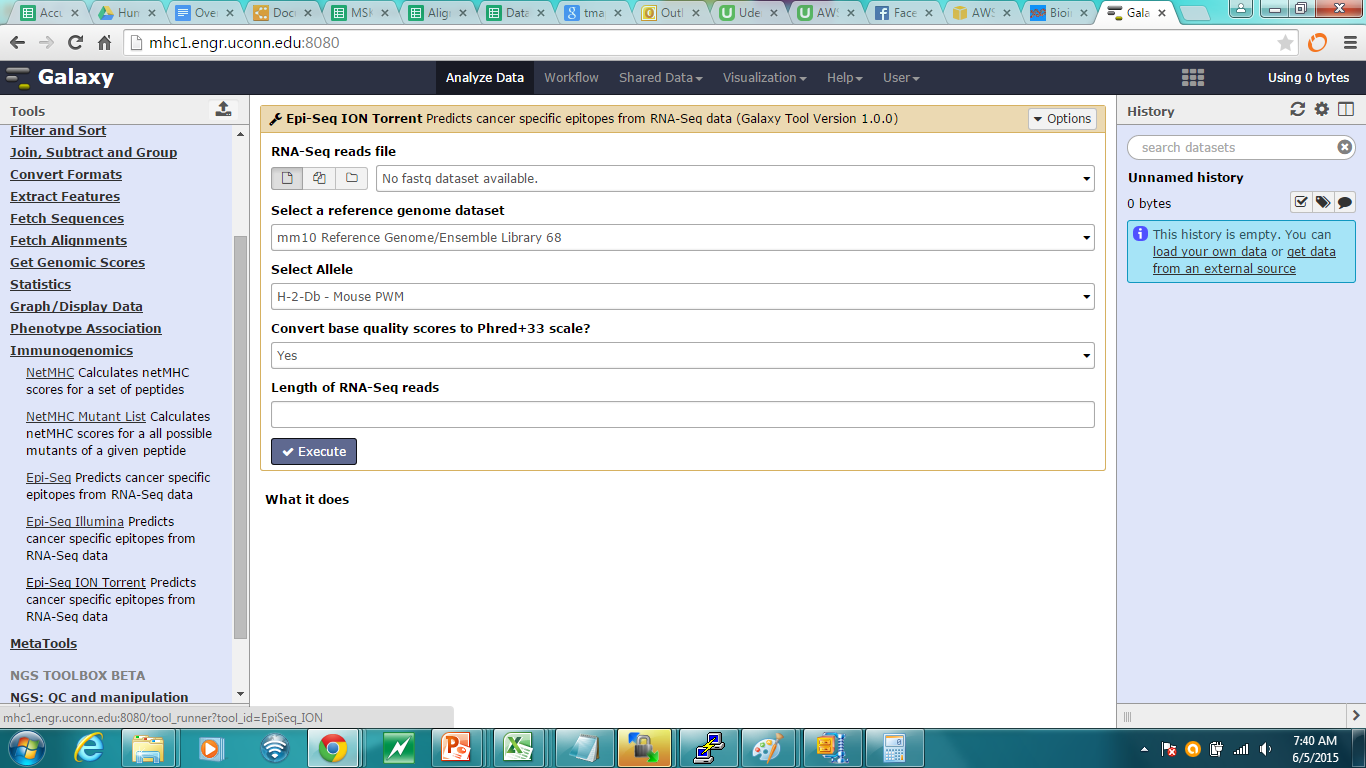 Accu
Hum
Over
Docu
MSK
Align
Data
tma
Outl
Ude
AWS
Face
AWS
Bioi
Gala
mhc1.engr.uconn.edu:8080
Galaxy
Analyze Data
Workflow
Shared Data
Visualization
Help
User
Using 0 bytes
Tools
Filter and Sort
Join, Subtract and Group
Convert Formats
Extract Features
Fetch Sequences
Fetch Alignments
Get Genomic Scores
Statistics
Graph/Display Data
Phenotype Association
Immunogenomics
NetMHC Calculates netMHC
scores for a set of peptides
NetMHC Mutant List Calculates
netMHC scores for a all possible
mutants of a given peptide
Epi-Seq Predicts cancer specific
epitopes from RNA-Seq data
Epi-Seq Illumina Predicts
cancer specific epitopes from
RNA-Seq data
Epi-Seq ION Torrent Predicts
cancer specific epitopes from
RNA-Seq data
MetaTools
NGS TOOLBOX BETA
NGS: QC and manipulation
mhc1.engr.uconn.edu:8080/tool_runner?tool_id=EpiSeq_ION
Epi-Seq ION Torrent Predicts cancer specific epitopes from RNA-Seq data (Galaxy Tool Version 1.0.0)
Options
RNA-Seq reads file
No fastq dataset available.
Select a reference genome dataset
mm10 Reference Genome/Ensemble Library 68
Select Allele
H-2-Db - Mouse PWM
Convert base quality scores to Phred+33 scale?
Yes
Length of RNA-Seq reads
Execute
What it does
History
search datasets
Unnamed history
0 bytes
This history is empty. You can
load your own data or get data
from an external source
7:40 AM
6/5/2015